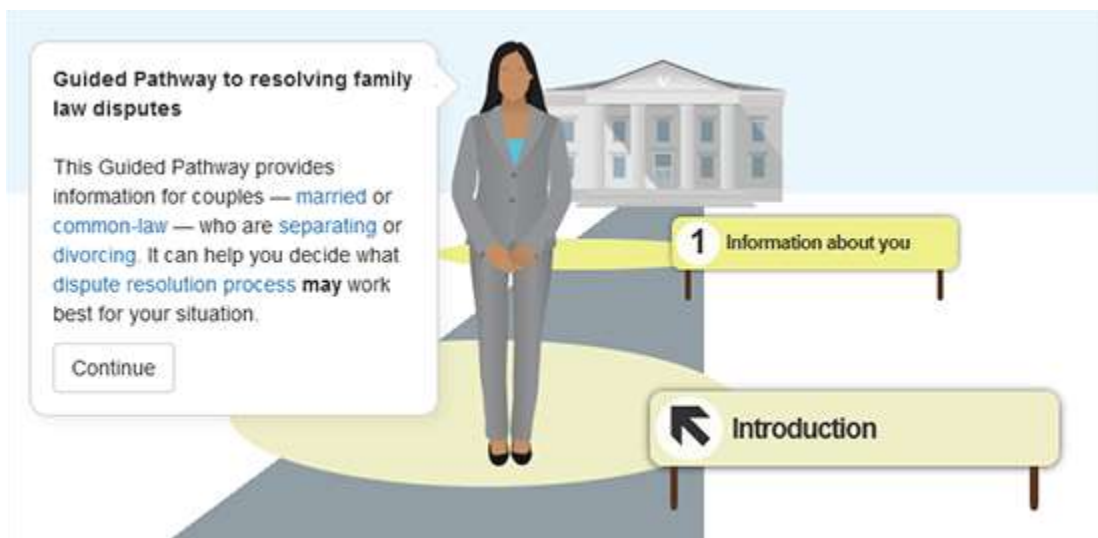 Guided Pathway to resolving family
law disputes
This Guided Pathway provides
information for couples — married or
common-law — who are separating or
divorcing. It can help you decide what
dispute resolution process may work
best for your situation.
Continue
1 Information about you
Introduction